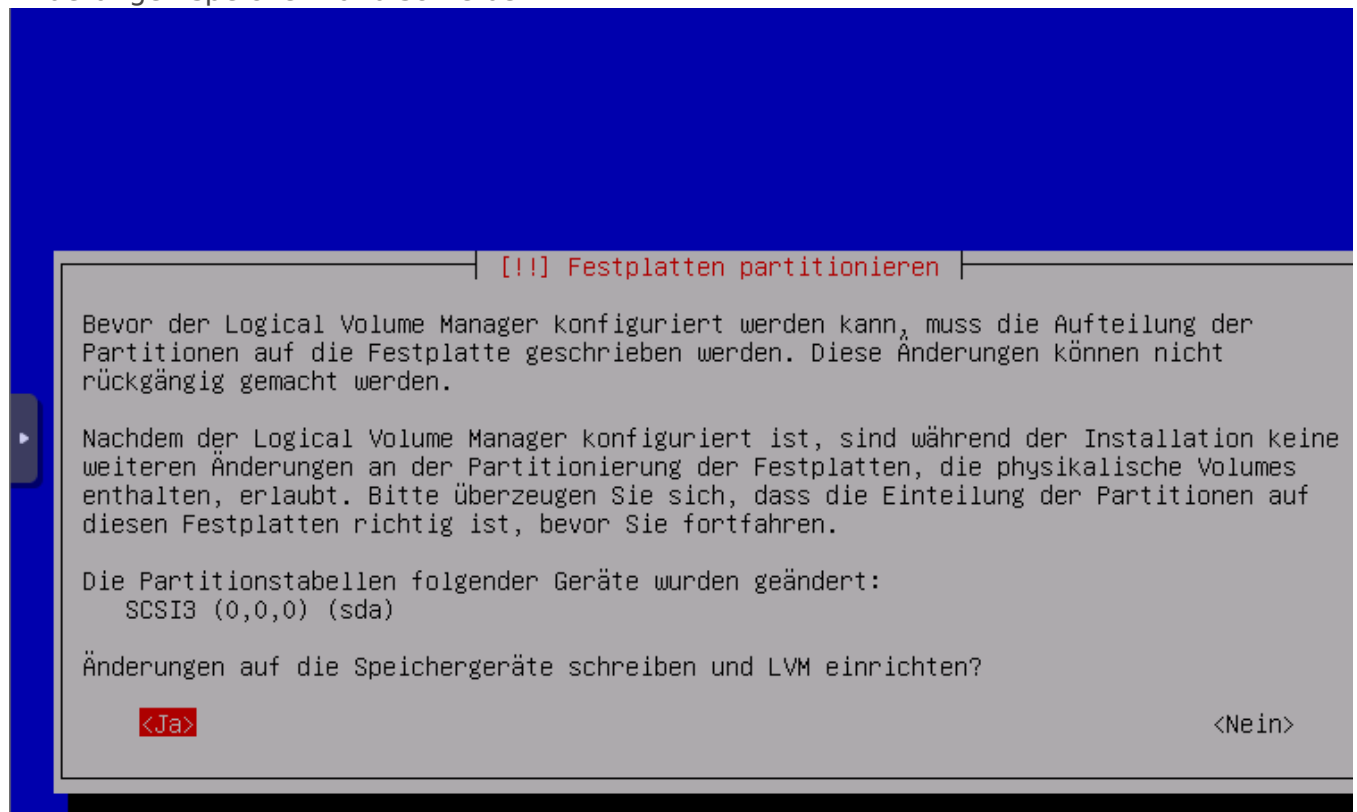 [!!] Festplatten partitionieren
Bevor der Logical Volume Manager konfiguriert werden kann, muss die Aufteilung der
Partitionen auf die Festplatte geschrieben werden. Diese Änderungen können nicht
rückgängig gemacht werden.
Nachdem der Logical Volume Manager konfiguriert ist, sind während der Installation keine
weiteren Änderungen an der Partitionierung der Festplatten, die physikalische Volumes
enthalten, erlaubt. Bitte überzeugen Sie sich, dass die Einteilung der Partitionen auf
diesen Festplatten richtig ist, bevor Sie fortfahren.
Die Partitionstabellen folgender Geräte wurden geändert:
SCSI3 (0,0,0) (sda)
Änderungen auf die Speichergeräte schreiben und LVM einrichten?
<Ja> <Nein>